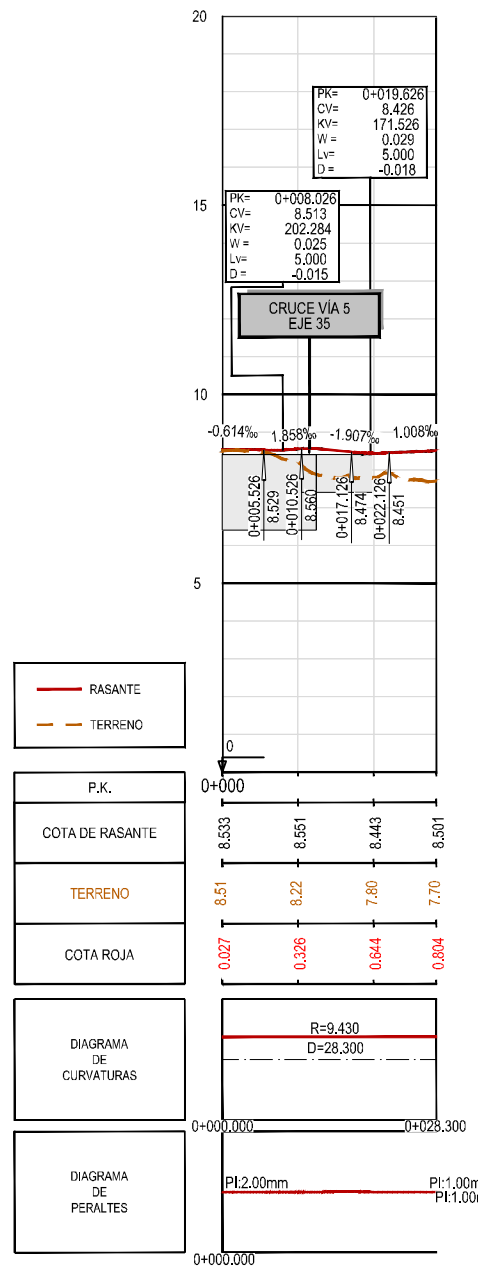 20
PK= 0+019.626
CV= 8.426
KV= 171.526
W = 0.029
Lv= 5.000
D = -0.018
15
PK= 0+008.026
CV= 8.513
KV= 202.284
W = 0.025
Lv= 5.000
D = -0.015
CRUCE VÍA 5
EJE 35
10
-0.614‰ 1.858‰ -1.907‰ 1.008‰
0+005.526
8.529
0+010.526
8.560
0+017.126
8.474
0+022.126
8.451
5
RASANTE
TERRENO
0
P.K. 0+000
COTA DE RASANTE 8.533 8.551 8.443 8.501
TERRENO 8.51 8.22 7.80 7.70
COTA ROJA 0.027 0.326 0.644 0.804
DIAGRAMA
DE
CURVATURAS
R=9.430
D=28.300
0+000.000 0+028.300
DIAGRAMA
DE
PERALTES
PI:2.00mm PI:1.00m
PI:1.00
0+000.000